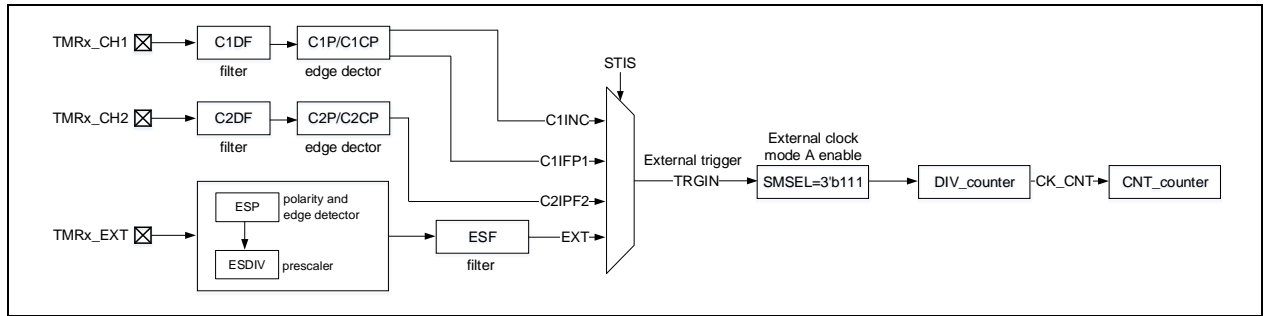 TMRx_CH1
C1DF
filter
C1P/C1CP
edge dector
TMRx_CH2
C2DF
filter
C2P/C2CP
edge dector
TMRx_EXT
ESP
polarity and
edge detector
ESDIV
prescaler
ESF
filter
STIS
C1INC
C1IFP1
C2IPF2
EXT
External trigger
TRGIN
External clock
mode A enable
SMSEL=3'b111
DIV_counter
CK_CNT
CNT_counter